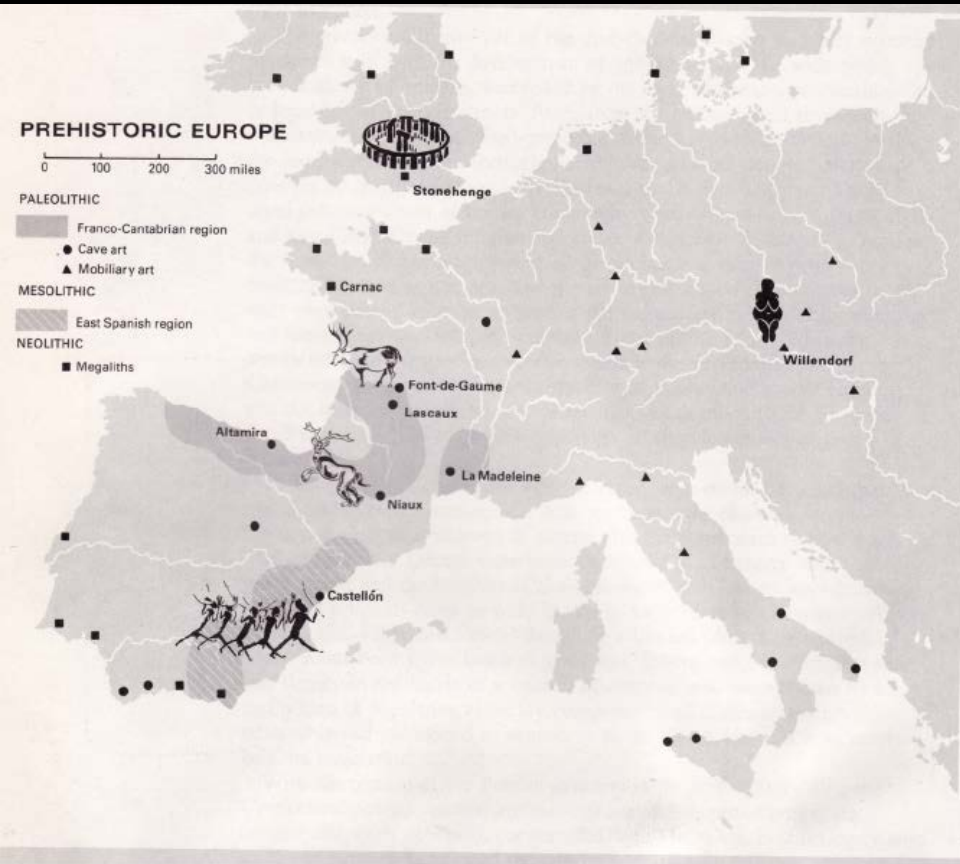 PREHISTORIC EUROPE
0 100 200 300 miles
PALEOLITHIC
Franco-Cantabrian region
Cave art
Mobiliary art
MESOLITHIC
East Spanish region
NEOLITHIC
Megaliths
Stonehenge
Carnac
Willendorf
Font-de-Gaume
Lascaux
Altamira
La Madeleine
Niaux
Castellón